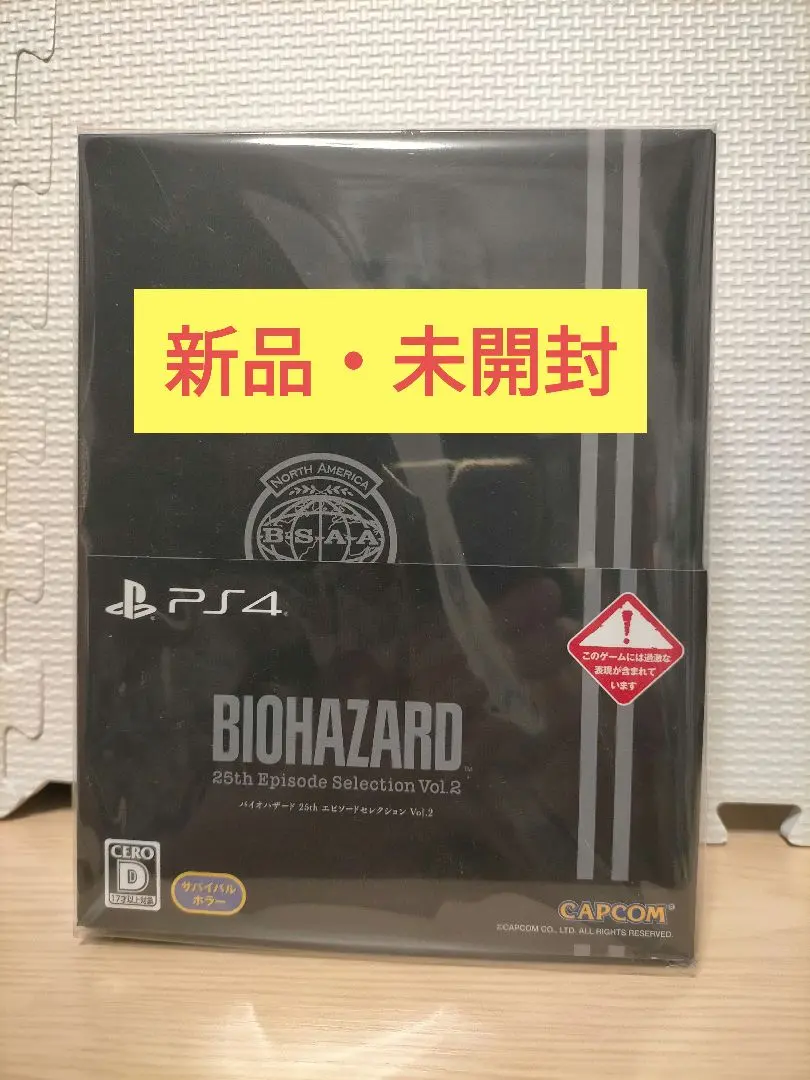 新品・未開封
NORTH AMERICA
B·S·A·A
PS4
このゲームには過激な
表現が含まれて
います
BIOHAZARD™
25th Episode Selection Vol.2
バイオハザード 25th エピソードセレクション Vol.2
CERO
D
17才以上対象
サバイバル
ホラー
CAPCOM®
©CAPCOM CO., LTD. ALL RIGHTS RESERVED.